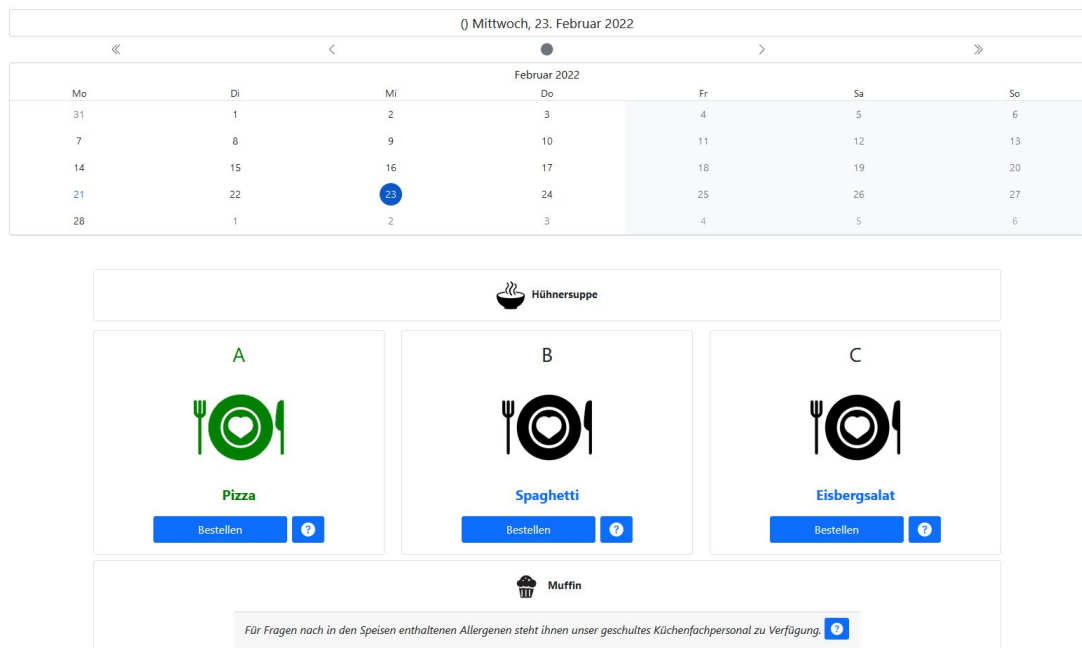 () Mittwoch, 23. Februar 2022
Februar 2022
Mo Di Mi Do Fr Sa So
31 1 2 3 4 5 6
7 8 9 10 11 12 13
14 15 16 17 18 19 20
21 22 23 24 25 26 27
28 1 2 3 4 5 6
Hühnersuppe
A B C
Pizza Spaghetti Eisbergsalat
Bestellen ? Bestellen ? Bestellen ?
Muffin
Für Fragen nach in den Speisen enthaltenen Allergenen steht ihnen unser geschultes Küchenfachpersonal zu Verfügung. ?